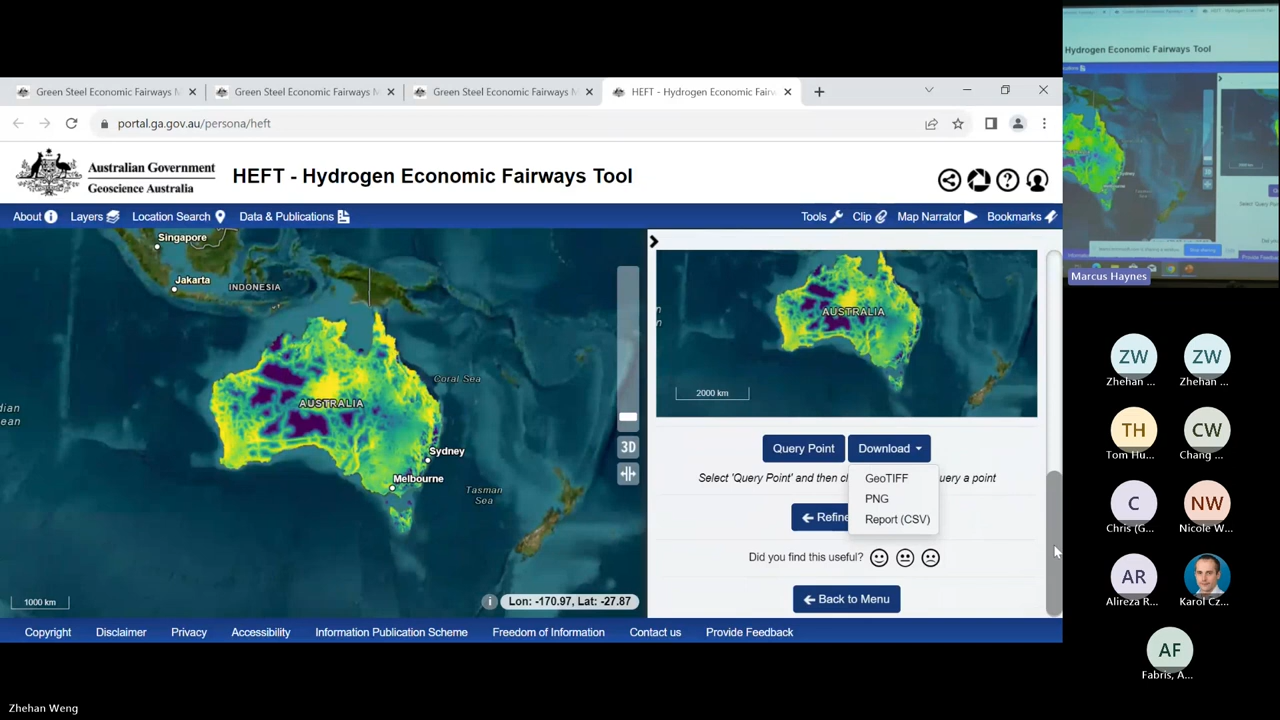 Green Steel Economic Fairways M
Green Steel Economic Fairways M
Green Steel Economic Fairways M
HEFT - Hydrogen Economic Fairw
portal.ga.gov.au/persona/heft
Australian Government
Geoscience Australia
HEFT - Hydrogen Economic Fairways Tool
About
Layers
Location Search
Data & Publications
Tools
Clip
Map Narrator
Bookmarks
Singapore
Jakarta
INDONESIA
Coral Sea
AUSTRALIA
Sydney
Melbourne
Tasman
Sea
dian
ean
3D
1000 km
Lon: -170.97, Lat: -27.87
AUSTRALIA
2000 km
Query Point
Download
Select 'Query Point' and then cl
uery a point
GeoTIFF
PNG
Report (CSV)
Refine
Did you find this useful?
Back to Menu
Copyright
Disclaimer
Privacy
Accessibility
Information Publication Scheme
Freedom of Information
Contact us
Provide Feedback
Zhehan Weng
Hydrogen Economic Fairways Tool
Marcus Haynes
ZW
Zhehan ...
ZW
Zhehan ...
TH
Tom Hu...
CW
Chang ...
C
Chris (G...
NW
Nicole W...
AR
Alireza R...
Karol Cz...
AF
Fabris, A...